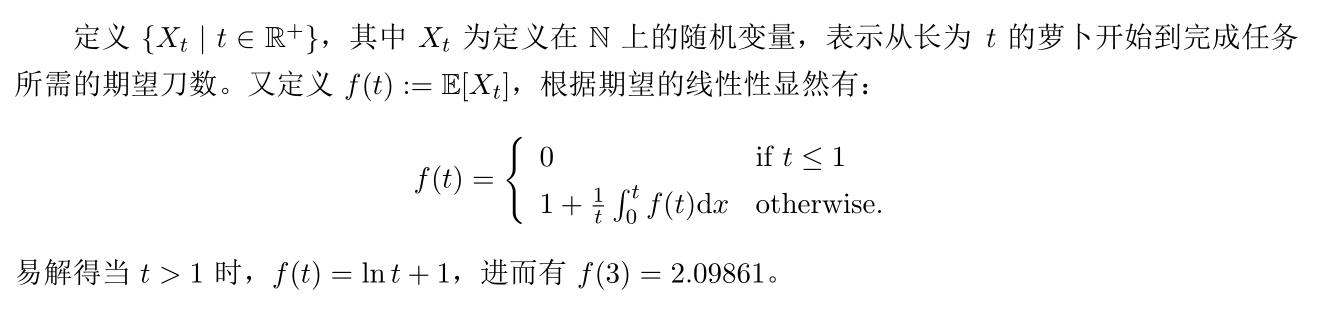 定义 {X_t | t ∈ ℝ⁺}，其中 X_t 为定义在 ℕ 上的随机变量，表示从长为 t 的萝卜开始到完成任务
所需的期望刀数。又定义 f(t) := 𝔼[X_t]，根据期望的线性性显然有：
f(t) = { 0 if t ≤ 1
1 + \frac{1}{t} ∫_0^t f(t)dx otherwise.
易解得当 t > 1 时，f(t) = ln t + 1，进而有 f(3) = 2.09861。